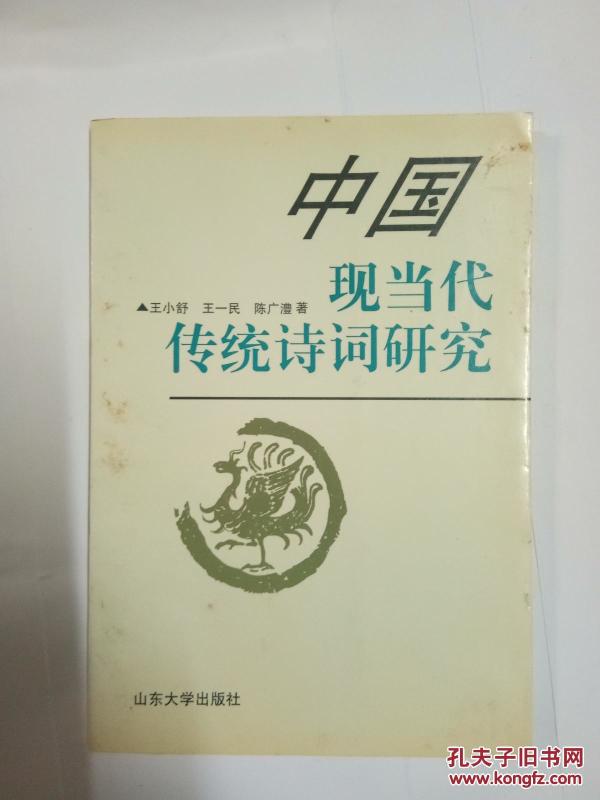 中国
现当代
▲王小舒 王一民 陈广澧 著
传统诗词研究
山东大学出版社
孔夫子旧书网
www.kongfz.com